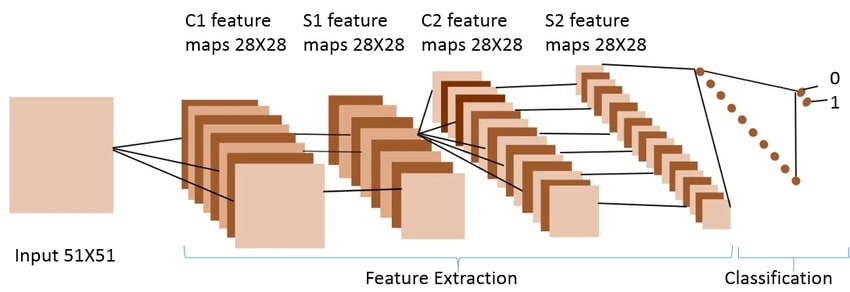 C1 feature
maps 28X28
S1 feature
maps 28X28
C2 feature
maps 28X28
S2 feature
maps 28X28
0
1
Input 51X51
Feature Extraction
Classification